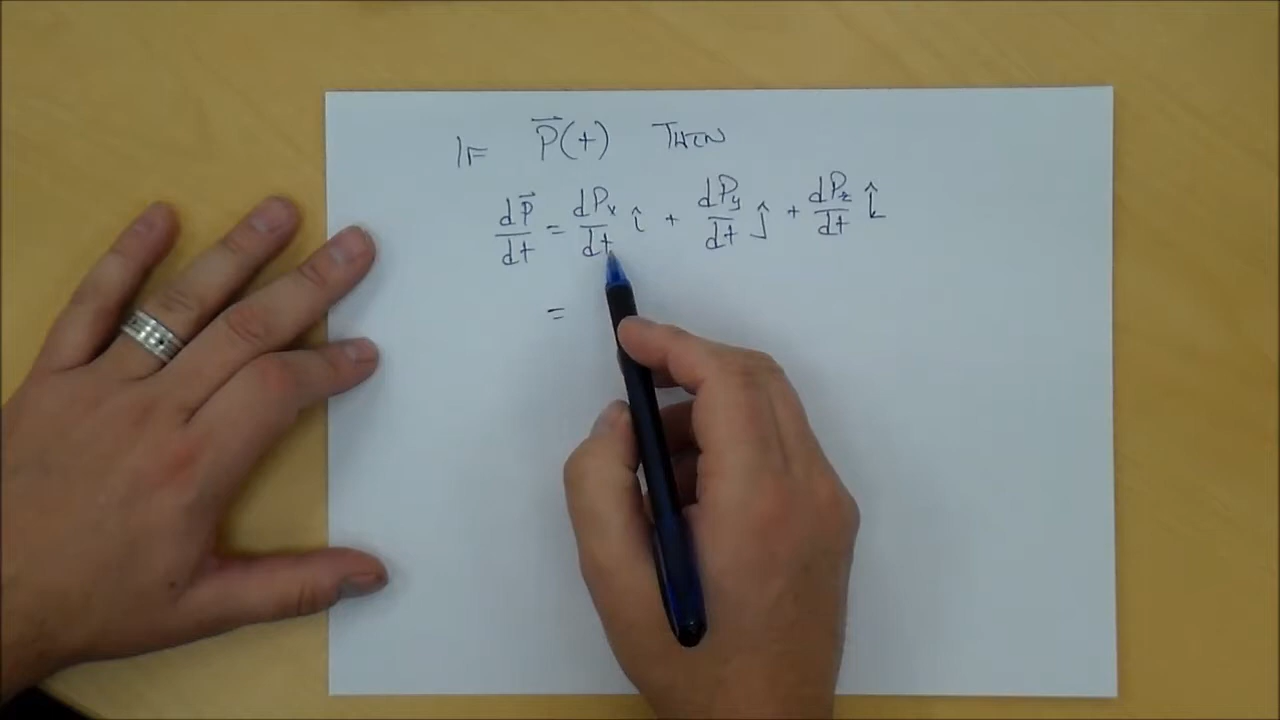 IF P⃗(t) THEN
dP⃗/dt = dPx/dt î + dPy/dt ĵ + dPz/dt k̂
=